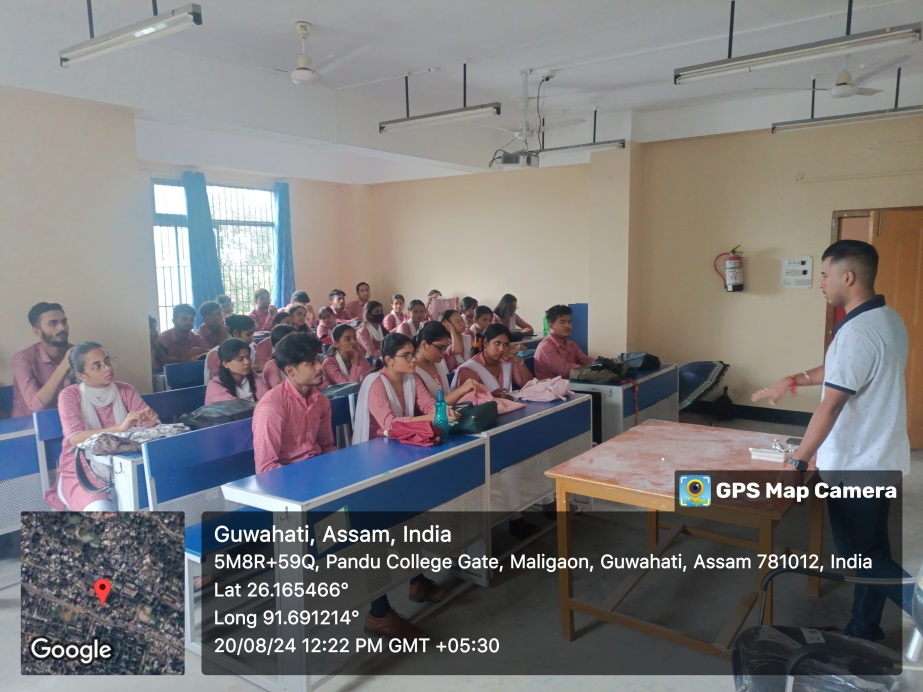 GPS Map Camera
Guwahati, Assam, India
5M8R+59Q, Pandu College Gate, Maligaon, Guwahati, Assam 781012, India
Lat 26.165466°
Long 91.691214°
20/08/24 12:22 PM GMT +05:30
Google